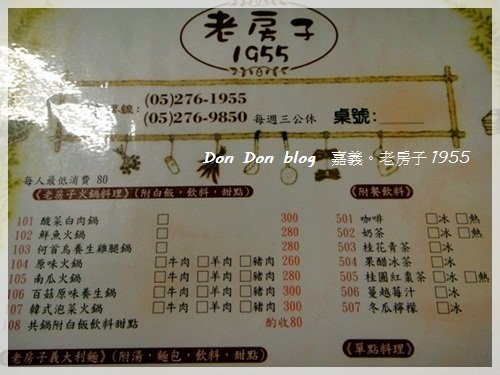 老房子
1955
(05)276-1955
(05)276-9850 每週三公休 桌號:
Don Don blog 嘉義。老房子1955
每人最低消費 80
《老房子火鍋料理》(附白飯,飲料,甜點)
101 酸菜白肉鍋 □ 300
102 鮮魚火鍋 □ 280
103 何首烏養生雞腿鍋 □ 280
104 原味火鍋 □牛肉 □羊肉 □豬肉 260
105 南瓜火鍋 □牛肉 □羊肉 □豬肉 280
106 百菇原味養生鍋 □牛肉 □羊肉 □豬肉 300
107 韓式泡菜火鍋 □牛肉 □羊肉 □豬肉 300
108 共鍋附白飯飲料甜點 酌收80
《附餐飲料》
501 咖啡 □冰 □熱
502 奶茶 □冰 □熱
503 桂花青茶 □冰
504 果醋冰茶 □冰
505 桂圓紅棗茶 □冰 □熱
506 蔓越莓汁 □冰
507 冬瓜檸檬 □冰
《老房子義大利麵》(附湯,麵包,飲料,甜點)
《單點料理》